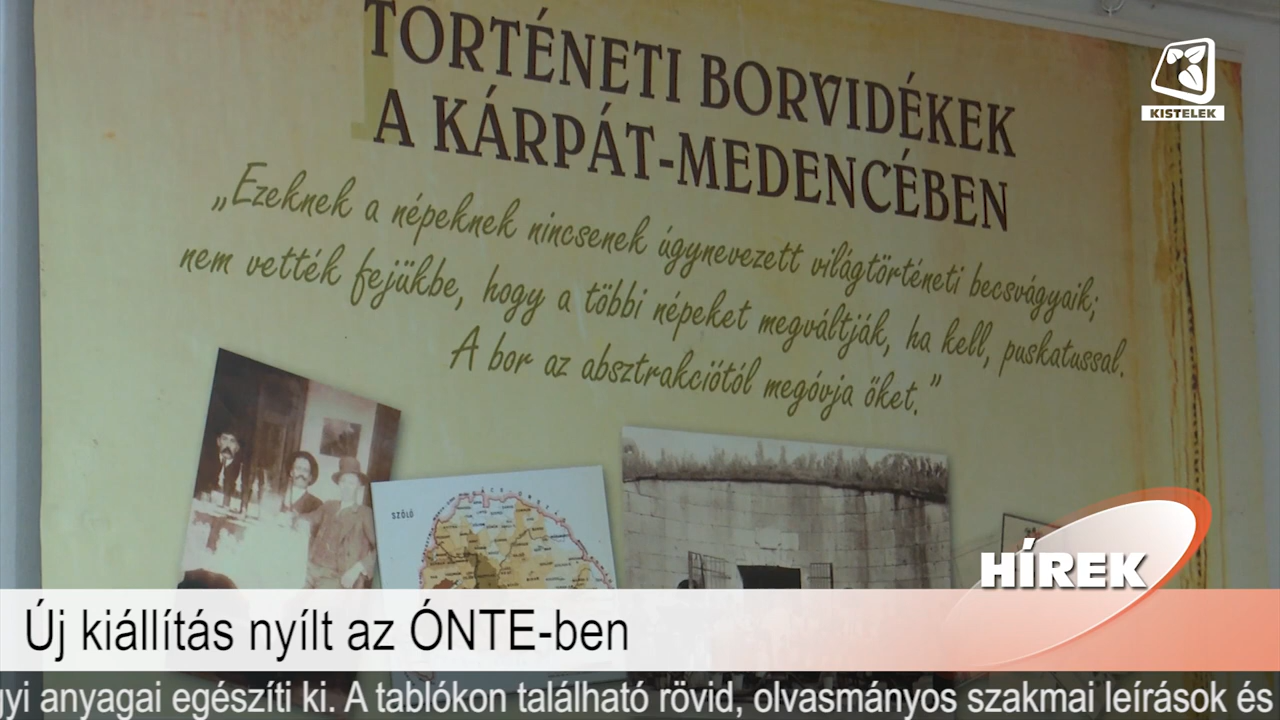 TÖRTÉNETI BORVIDÉKEK
A KÁRPÁT-MEDENCÉBEN
KISTELEK
„Ezeknek a népeknek nincsenek úgynevezett világtörténeti becsvágyaik;
nem vették fejükbe, hogy a többi népeket megváltják, ha kell, puskatussal.
A bor az absztrakciótól megóvja őket.”
SZŐLŐ
HÍREK
Új kiállítás nyílt az ÓNTE-ben
gyi anyagai egészíti ki. A tablókon található rövid, olvasmányos szakmai leírások és